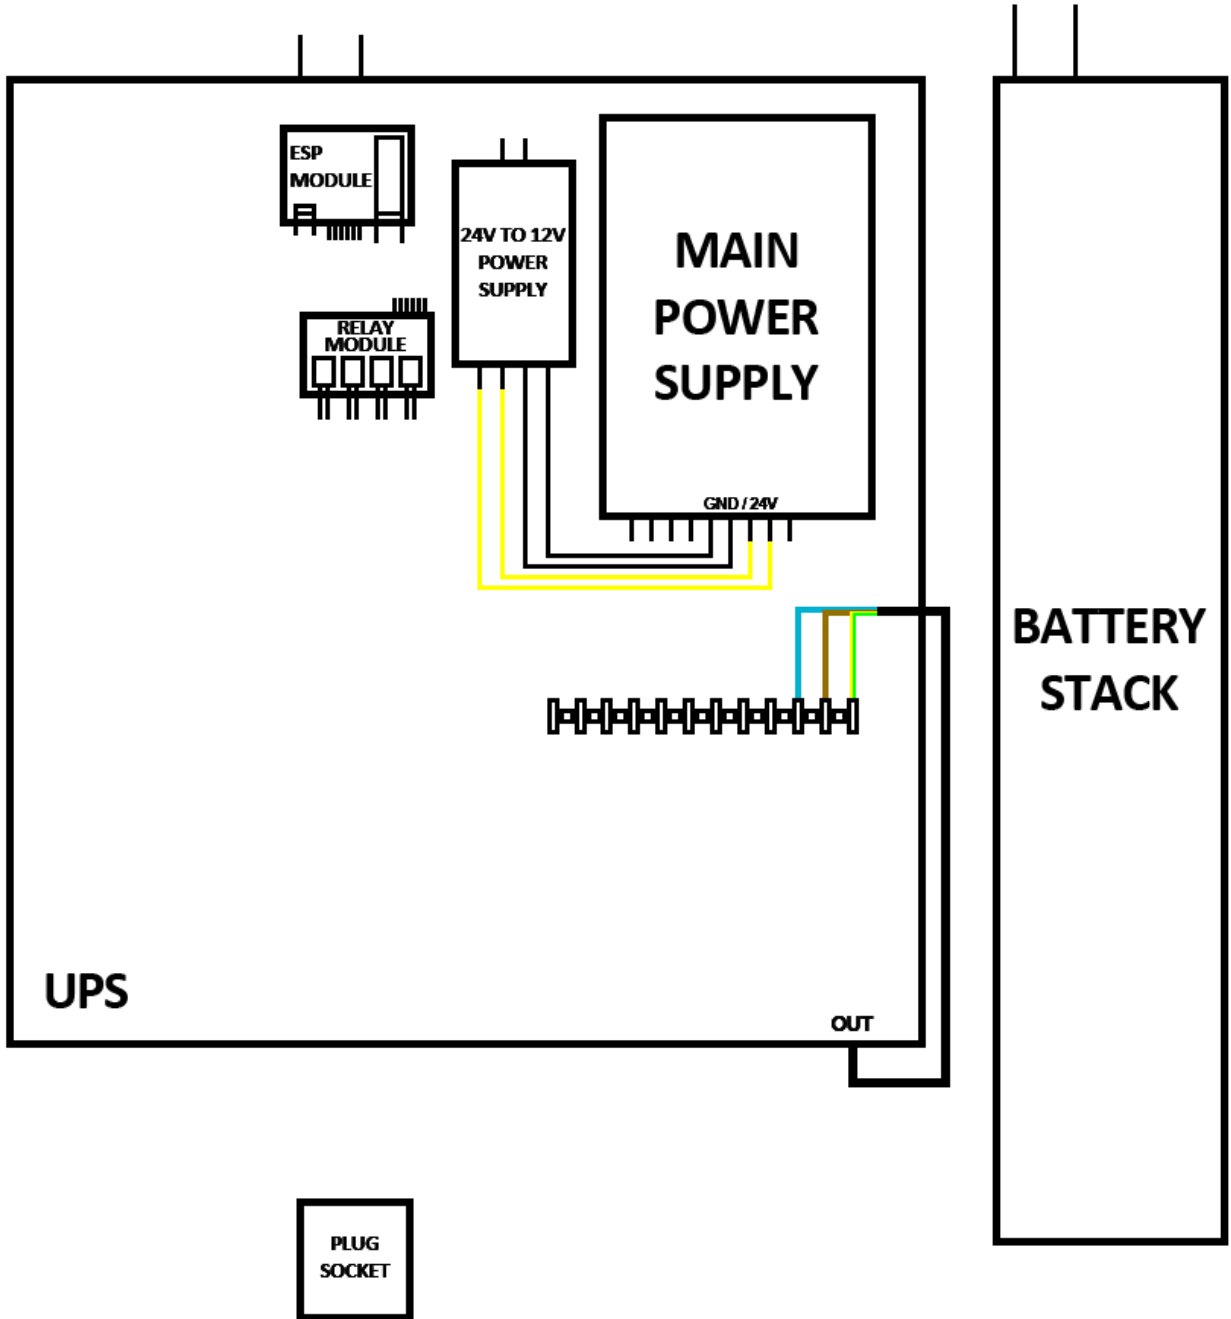 ESP
MODULE
24V TO 12V
POWER
SUPPLY
MAIN
POWER
SUPPLY
RELAY
MODULE
GND / 24V
BATTERY
STACK
UPS
OUT
PLUG
SOCKET